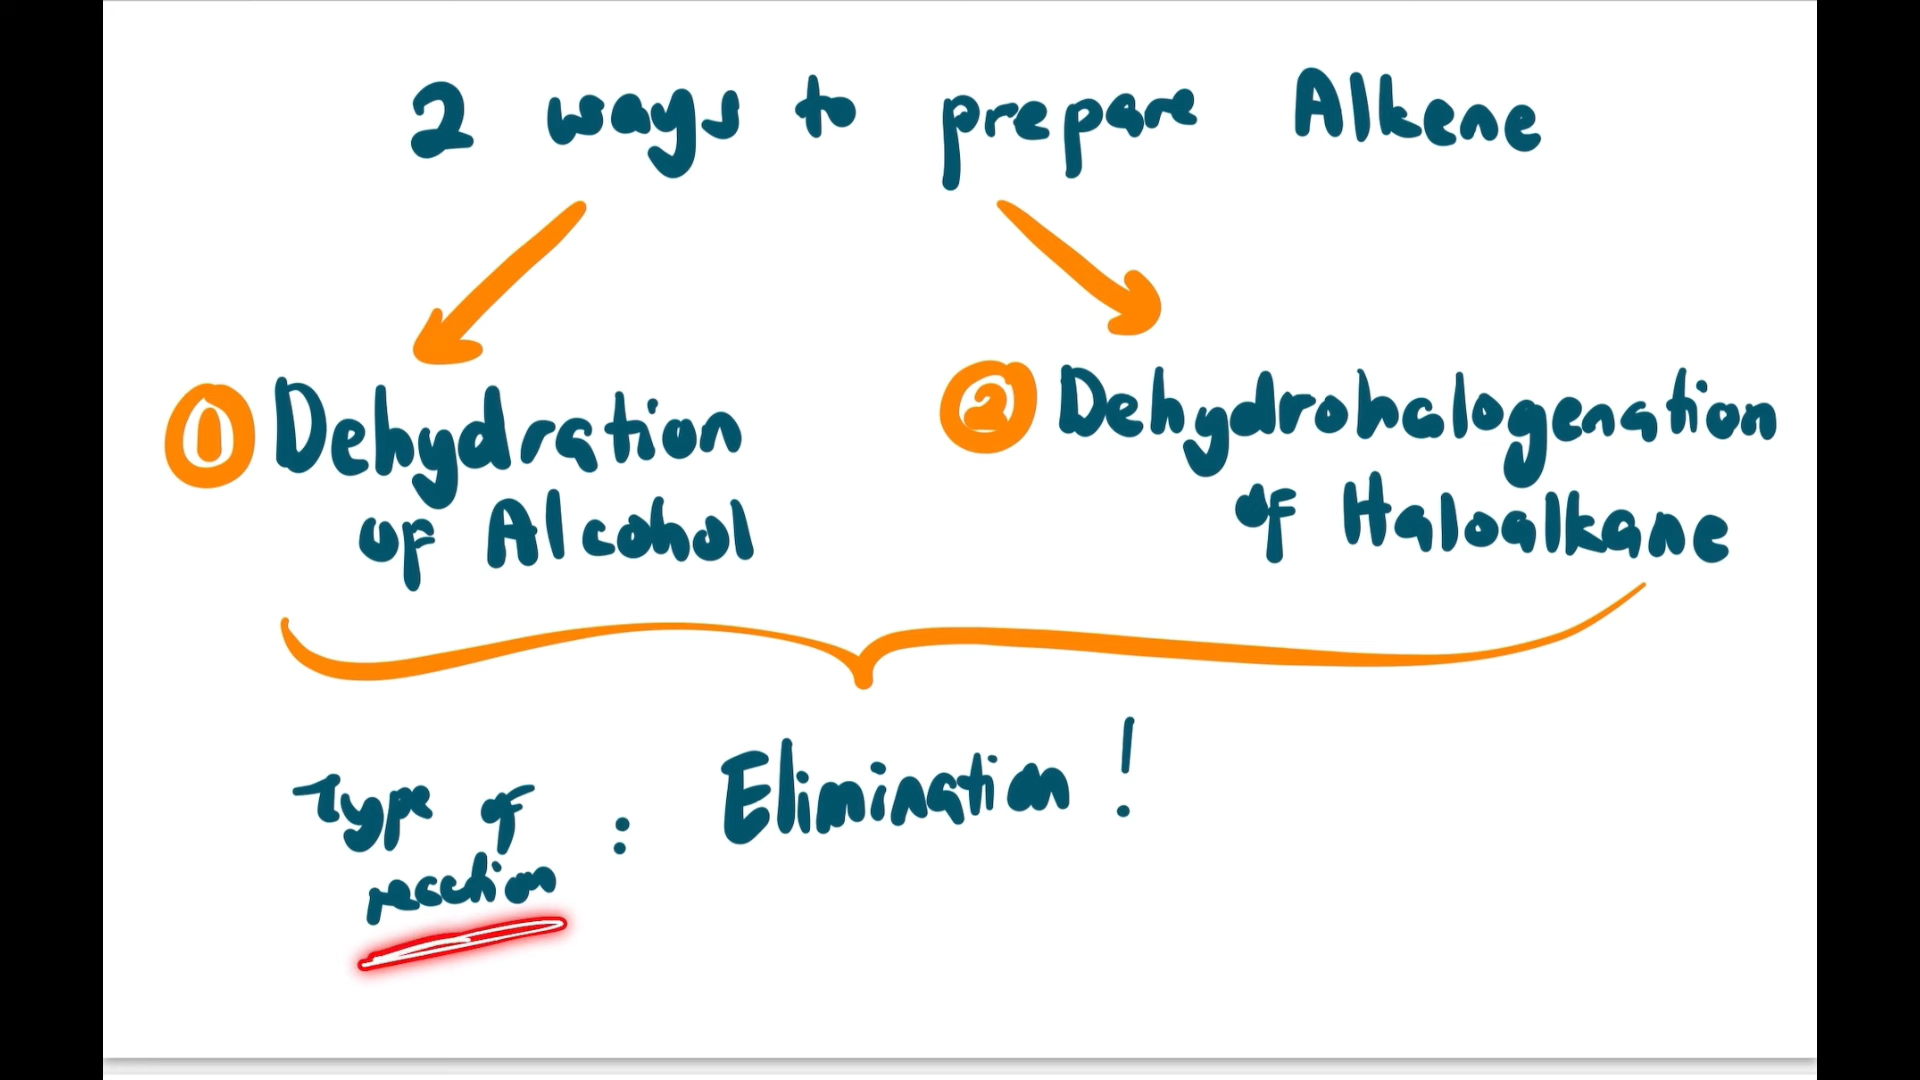 2 ways to prepare Alkene
1 Dehydration
of Alcohol
2 Dehydrohalogenation
of Haloalkane
Type of
reaction : Elimination!